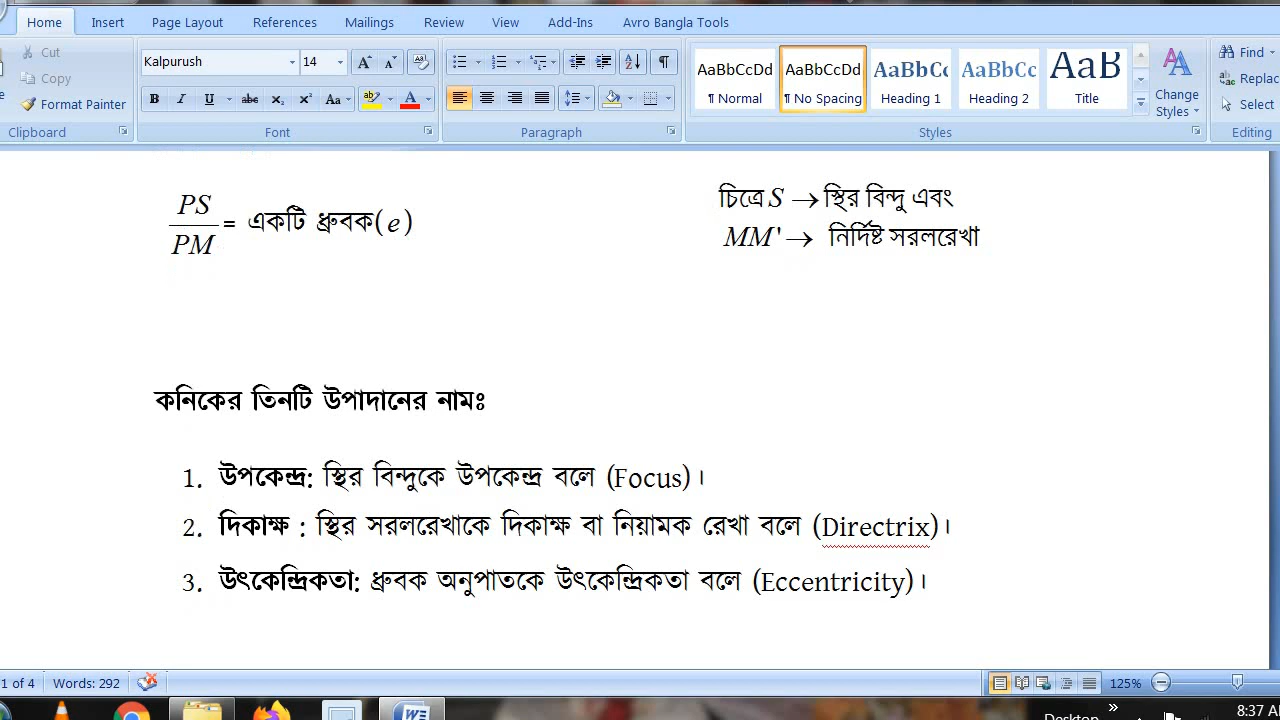 Home Insert Page Layout References Mailings Review View Add-Ins Avro Bangla Tools
Cut
Copy
Format Painter
Clipboard
Kalpurush 14
B I U abc x₂ x² Aa
Font
Paragraph
AaBbCcDd AaBbCcDd AaBbCc AaBbCc AaB
¶ Normal ¶ No Spacing Heading 1 Heading 2 Title
Change Styles
Styles
Find
Replac
Select
Editing
PS
PM
= একটি ধ্রুবক(e)
চিত্রে S → স্থির বিন্দু এবং
MM' → নির্দিষ্ট সরলরেখা
কনিকের তিনটি উপাদানের নামঃ
1. উপকেন্দ্র: স্থির বিন্দুকে উপকেন্দ্র বলে (Focus)।
2. দিকাক্ষ : স্থির সরলরেখাকে দিকাক্ষ বা নিয়ামক রেখা বলে (Directrix)।
3. উৎকেন্দ্রিকতা: ধ্রুবক অনুপাতকে উৎকেন্দ্রিকতা বলে (Eccentricity)।
1 of 4 Words: 292 125%
Desktop » 8:37 A